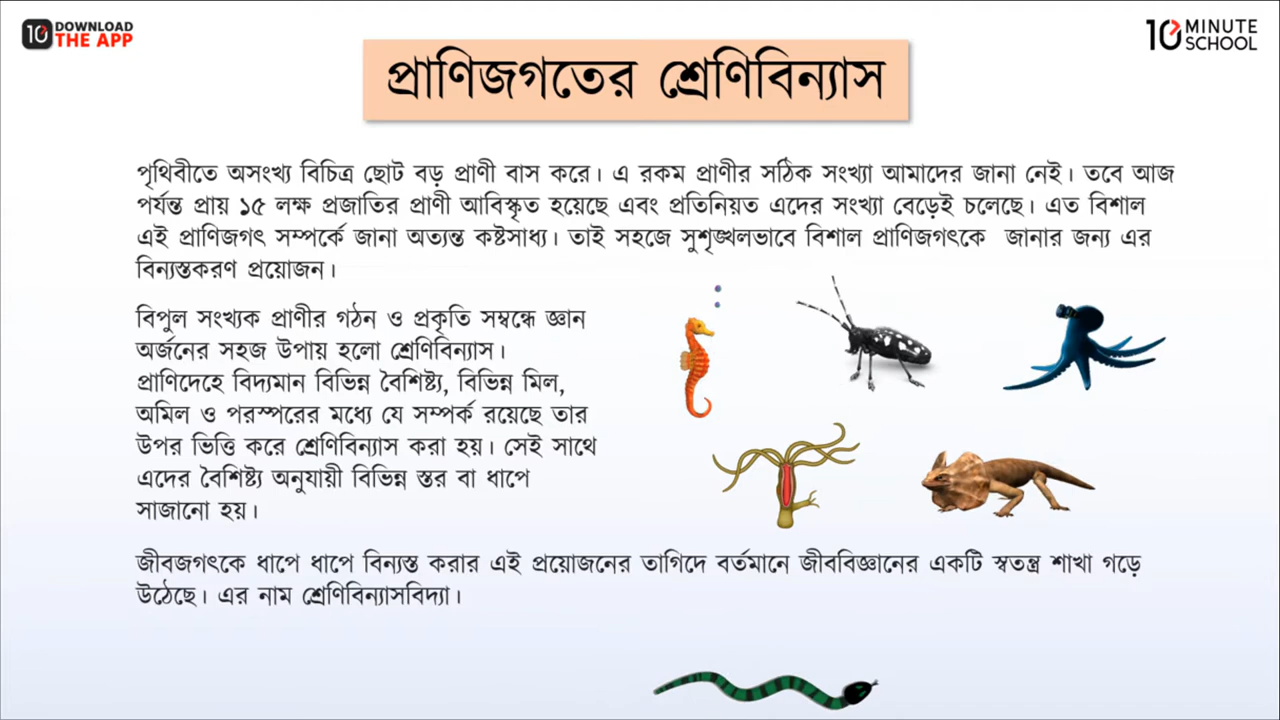 10 DOWNLOAD
THE APP
10 MINUTE
SCHOOL
প্রাণিজগতের শ্রেণিবিন্যাস
পৃথিবীতে অসংখ্য বিচিত্র ছোট বড় প্রাণী বাস করে। এ রকম প্রাণীর সঠিক সংখ্যা আমাদের জানা নেই। তবে আজ
পর্যন্ত প্রায় ১৫ লক্ষ প্রজাতির প্রাণী আবিস্কৃত হয়েছে এবং প্রতিনিয়ত এদের সংখ্যা বেড়েই চলেছে। এত বিশাল
এই প্রাণিজগৎ সম্পর্কে জানা অত্যন্ত কষ্টসাধ্য। তাই সহজে সুশৃঙ্খলভাবে বিশাল প্রাণিজগৎকে জানার জন্য এর
বিন্যস্তকরণ প্রয়োজন।
বিপুল সংখ্যক প্রাণীর গঠন ও প্রকৃতি সম্বন্ধে জ্ঞান
অর্জনের সহজ উপায় হলো শ্রেণিবিন্যাস।
প্রাণিদেহে বিদ্যমান বিভিন্ন বৈশিষ্ট্য, বিভিন্ন মিল,
অমিল ও পরস্পরের মধ্যে যে সম্পর্ক রয়েছে তার
উপর ভিত্তি করে শ্রেণিবিন্যাস করা হয়। সেই সাথে
এদের বৈশিষ্ট্য অনুযায়ী বিভিন্ন স্তর বা ধাপে
সাজানো হয়।
জীবজগৎকে ধাপে ধাপে বিন্যস্ত করার এই প্রয়োজনের তাগিদে বর্তমানে জীববিজ্ঞানের একটি স্বতন্ত্র শাখা গড়ে
উঠেছে। এর নাম শ্রেণিবিন্যাসবিদ্যা।